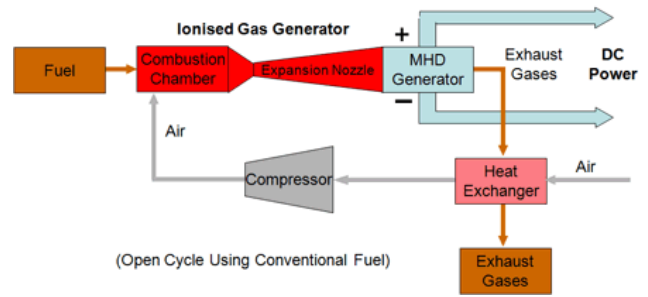 Ionised Gas Generator
+
Fuel
Combustion
Chamber
Expansion Nozzle
MHD
Generator
Exhaust
Gases
DC
Power
−
Air
Compressor
Heat
Exchanger
Air
(Open Cycle Using Conventional Fuel)
Exhaust
Gases